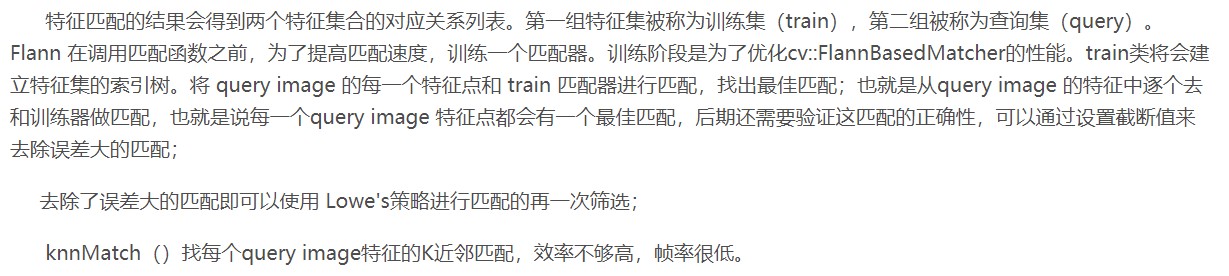 特征匹配的结果会得到两个特征集合的对应关系列表。第一组特征集被称为训练集（train），第二组被称为查询集（query）。
Flann 在调用匹配函数之前，为了提高匹配速度，训练一个匹配器。训练阶段是为了优化cv::FlannBasedMatcher的性能。train类将会建
立特征集的索引树。将 query image 的每一个特征点和 train 匹配器进行匹配，找出最佳匹配；也就是从query image 的特征中逐个去
和训练器做匹配，也就是说每一个query image 特征点都会有一个最佳匹配，后期还需要验证这匹配的正确性，可以通过设置截断值来
去除误差大的匹配；
去除了误差大的匹配即可以使用 Lowe's策略进行匹配的再一次筛选；
knnMatch（）找每个query image特征的K近邻匹配，效率不够高，帧率很低。